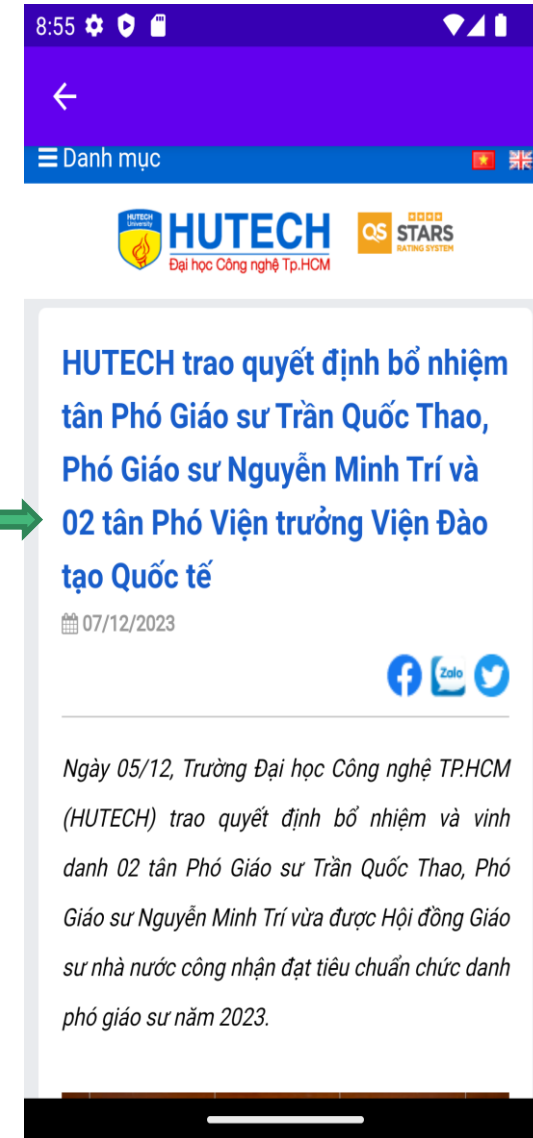 8:55
Danh mục
HUTECH
University
HUTECH
Đại học Công nghệ Tp.HCM
QS
STARS
RATING SYSTEM
HUTECH trao quyết định bổ nhiệm
tân Phó Giáo sư Trần Quốc Thao,
Phó Giáo sư Nguyễn Minh Trí và
02 tân Phó Viện trưởng Viện Đào
tạo Quốc tế
07/12/2023
Zalo
Ngày 05/12, Trường Đại học Công nghệ TP.HCM
(HUTECH) trao quyết định bổ nhiệm và vinh
danh 02 tân Phó Giáo sư Trần Quốc Thao, Phó
Giáo sư Nguyễn Minh Trí vừa được Hội đồng Giáo
sư nhà nước công nhận đạt tiêu chuẩn chức danh
phó giáo sư năm 2023.